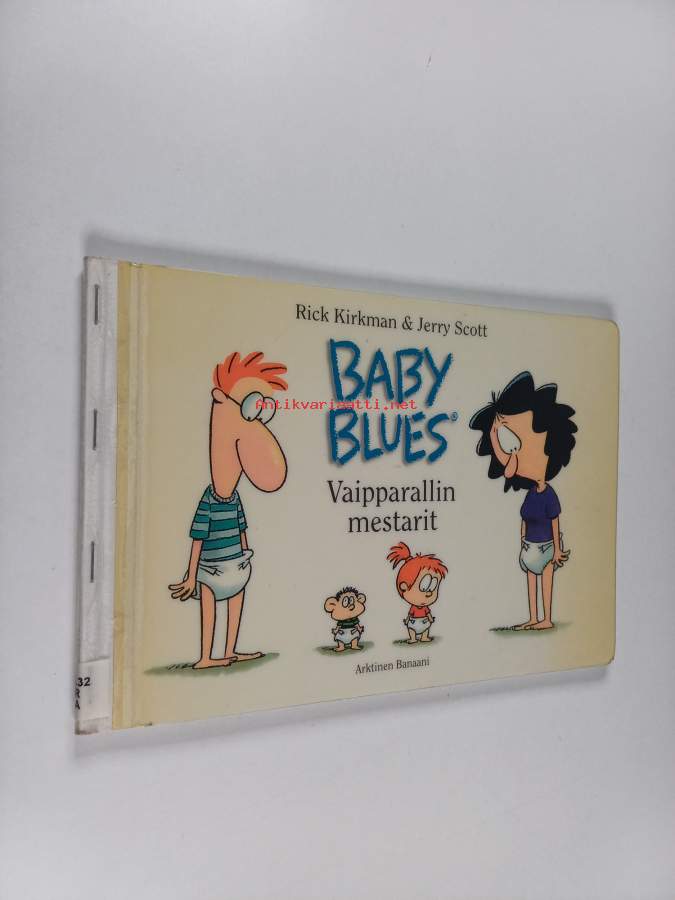 Rick Kirkman & Jerry Scott
BABY
Antikvariaatti.net
BLUES®
Vaipparallin
mestarit
Arktinen Banaani
32
R
A